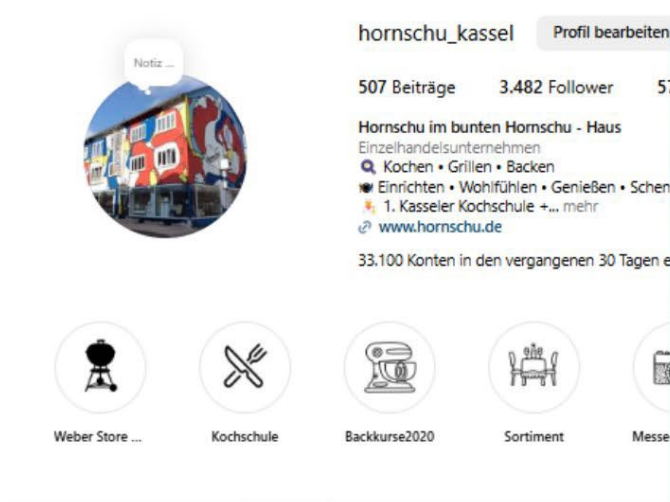 hornschu_kassel
Profil bearbeiten
Notiz ...
507 Beiträge 3.482 Follower 57
Hornschu im bunten Hornschu - Haus
Einzelhandelsunternehmen
Kochen • Grillen • Backen
Einrichten • Wohlfühlen • Genießen • Schen
1. Kasseler Kochschule +... mehr
www.hornschu.de
33.100 Konten in den vergangenen 30 Tagen e
Weber Store ... Kochschule Backkurse2020 Sortiment Messe